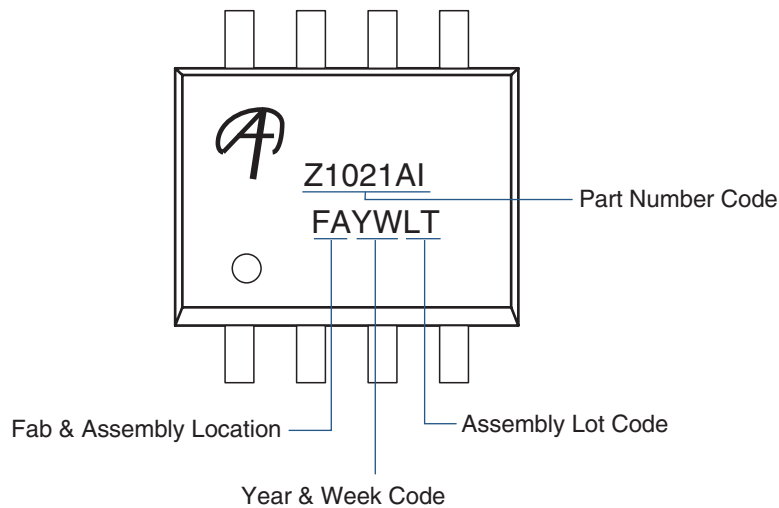 Z1021AI
Part Number Code
FAYWLT
Fab & Assembly Location
Assembly Lot Code
Year & Week Code